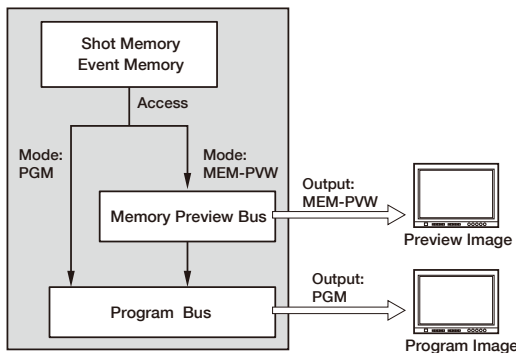 Shot Memory
Event Memory
Access
Mode:
PGM
Mode:
MEM-PVW
Output:
MEM-PVW
Memory Preview Bus
Preview Image
Output:
PGM
Program Bus
Program Image